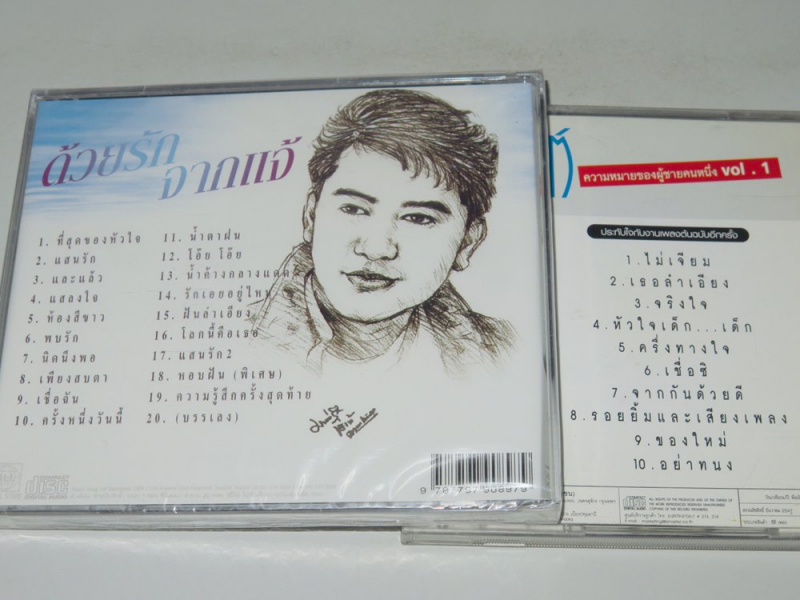 ด้วยรัก
จากแจ้
1. ที่สุดของหัวใจ
2. แสนรัก
3. และแล้ว
4. แสลงใจ
5. ห้องสีขาว
6. พบรัก
7. นิดนึงพอ
8. เพียงสบตา
9. เชื่อฉัน
10. ครั้งหนึ่งวันนี้
11. น้ำตาฝน
12. โอ๊ย โอ๊ย
13. น้ำค้างกลางแดด
14. รักเอยอยู่ไหน
15. ฝันลำเอียง
16. โลกนี้คือเธอ
17. แสนรัก2
18. หอบฝัน (พิเศษ)
19. ความรู้สึกครั้งสุดท้าย
20. (บรรเลง)
ความหมายของผู้ชายคนหนึ่ง vol . 1
ประทับใจกับงานเพลงต้นฉบับอีกครั้ง
1.ไม่เจียม
2.เธอลำเอียง
3.จริงใจ
4.หัวใจเด็ก...เด็ก
5.ครึ่งทางใจ
6.เชื่อซิ
7.จากกันด้วยดี
8.รอยยิ้มและเสียงเพลง
9.ของใหม่
10.อย่าทนง